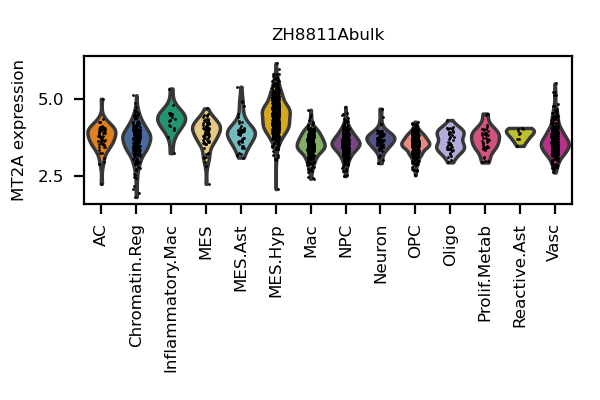 ZH8811Abulk
MT2A expression
5.0
2.5
AC
Chromatin.Reg
Inflammatory.Mac
MES
MES.Ast
MES.Hyp
Mac
NPC
Neuron
OPC
Oligo
Prolif.Metab
Reactive.Ast
Vasc